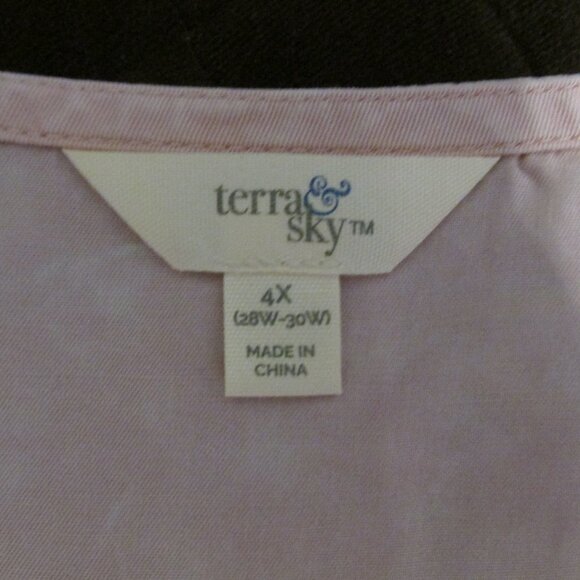 terra&
sky™
4X
(28W-30W)
MADE IN
CHINA